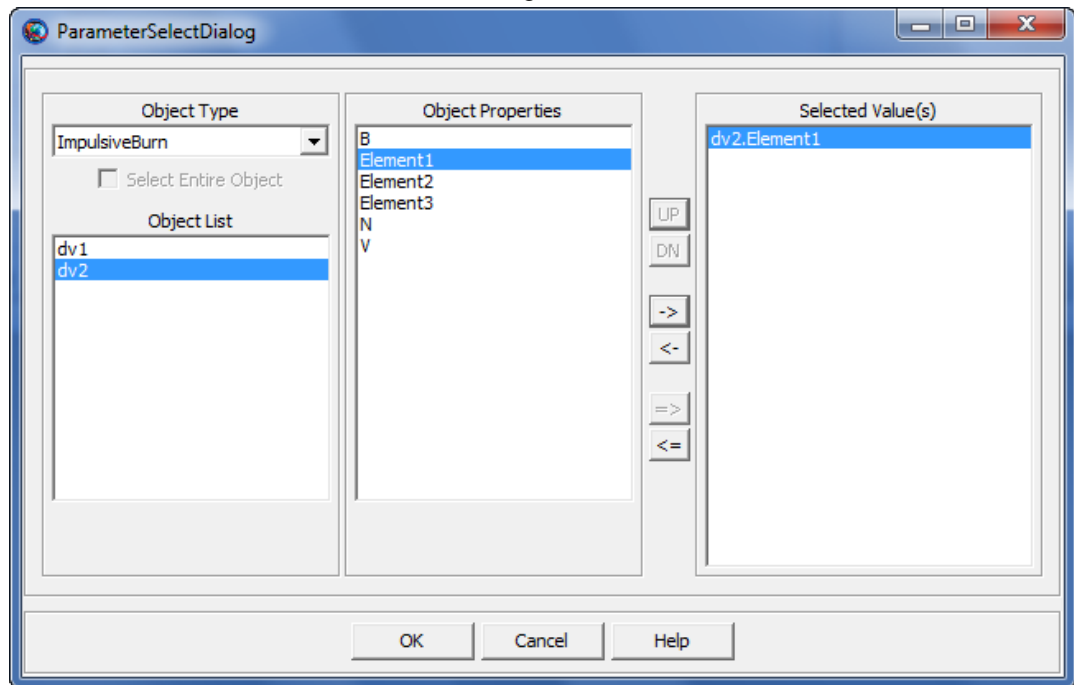 ParameterSelectDialog
Object Type
ImpulsiveBurn
Select Entire Object
Object List
dv1
dv2
Object Properties
B
Element1
Element2
Element3
N
V
UP
DN
->
<-
=>
<=
Selected Value(s)
dv2.Element1
OK
Cancel
Help